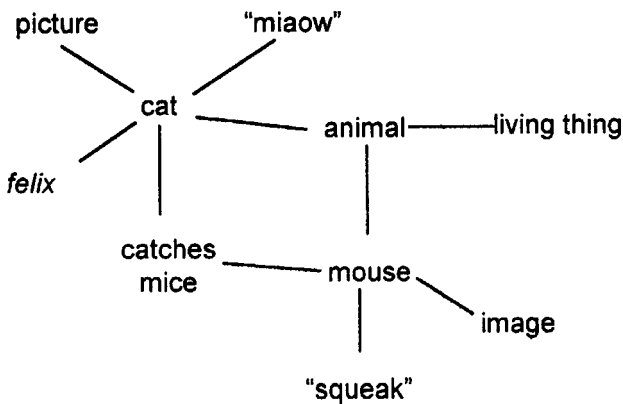 picture
“miaow”
cat
animal
living thing
felix
catches
mice
mouse
image
“squeak”